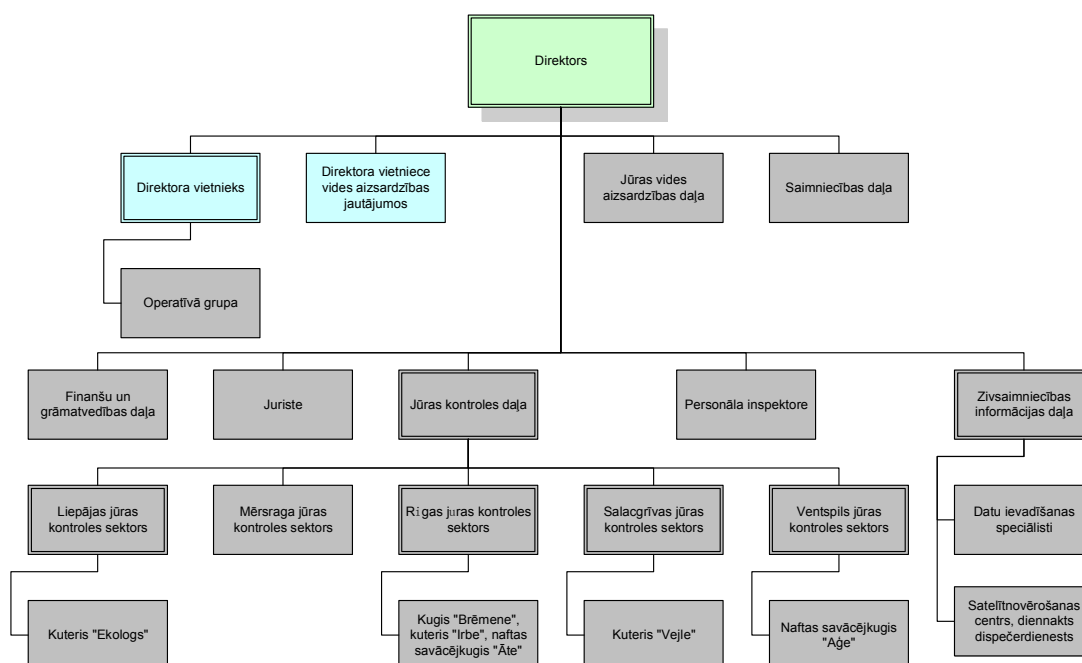 Direktors
Direktora vietnieks
Direktora vietniece
vides aizsardzības
jautājumos
Jūras vides
aizsardzības daļa
Saimniecības daļa
Operatīvā grupa
Finanšu un
grāmatvedības daļa
Juriste
Jūras kontroles daļa
Personāla inspektore
Zivsaimniecības
informācijas daļa
Liepājas jūras
kontroles sektors
Mērsraga jūras
kontroles sektors
Rīgas jūras kontroles
sektors
Salacgrīvas jūras
kontroles sektors
Ventspils jūras
kontroles sektors
Datu ievadīšanas
speciālisti
Kuteris "Ekologs"
Kugis "Brēmene",
kuteris "Irbe", naftas
savācējkugis "Āte"
Kuteris "Vejle"
Naftas savācējkugis
"Aģe"
Satelītnovērošanas
centrs, diennakts
dispečerdienests